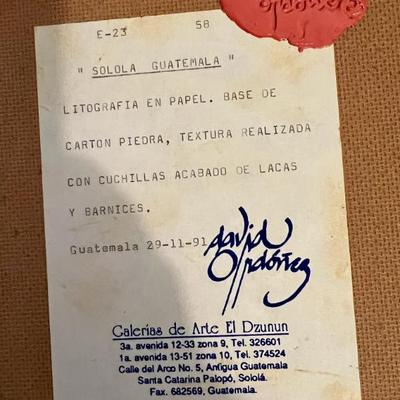 Ordóñez
E-23 58
" SOLOLA GUATEMALA "
LITOGRAFIA EN PAPEL. BASE DE
CARTON PIEDRA, TEXTURA REALIZADA
CON CUCHILLAS ACABADO DE LACAS
Y BARNICES.
Guatemala 29-11-91
david
Ordóñez
Galerías de Arte El Dzunun
3a. avenida 12-33 zona 9, Tel. 326601
1a. avenida 13-51 zona 10, Tel. 374524
Calle del Arco No. 5, Antigua Guatemala
Santa Catarina Palopó, Sololá.
Fax. 682569, Guatemala.